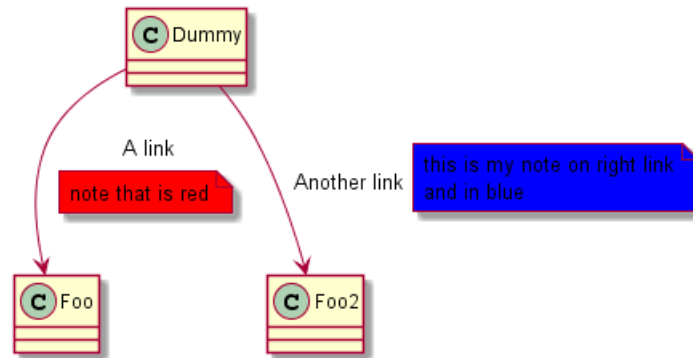 C Dummy
A link
note that is red
Another link
this is my note on right link
and in blue
C Foo
C Foo2